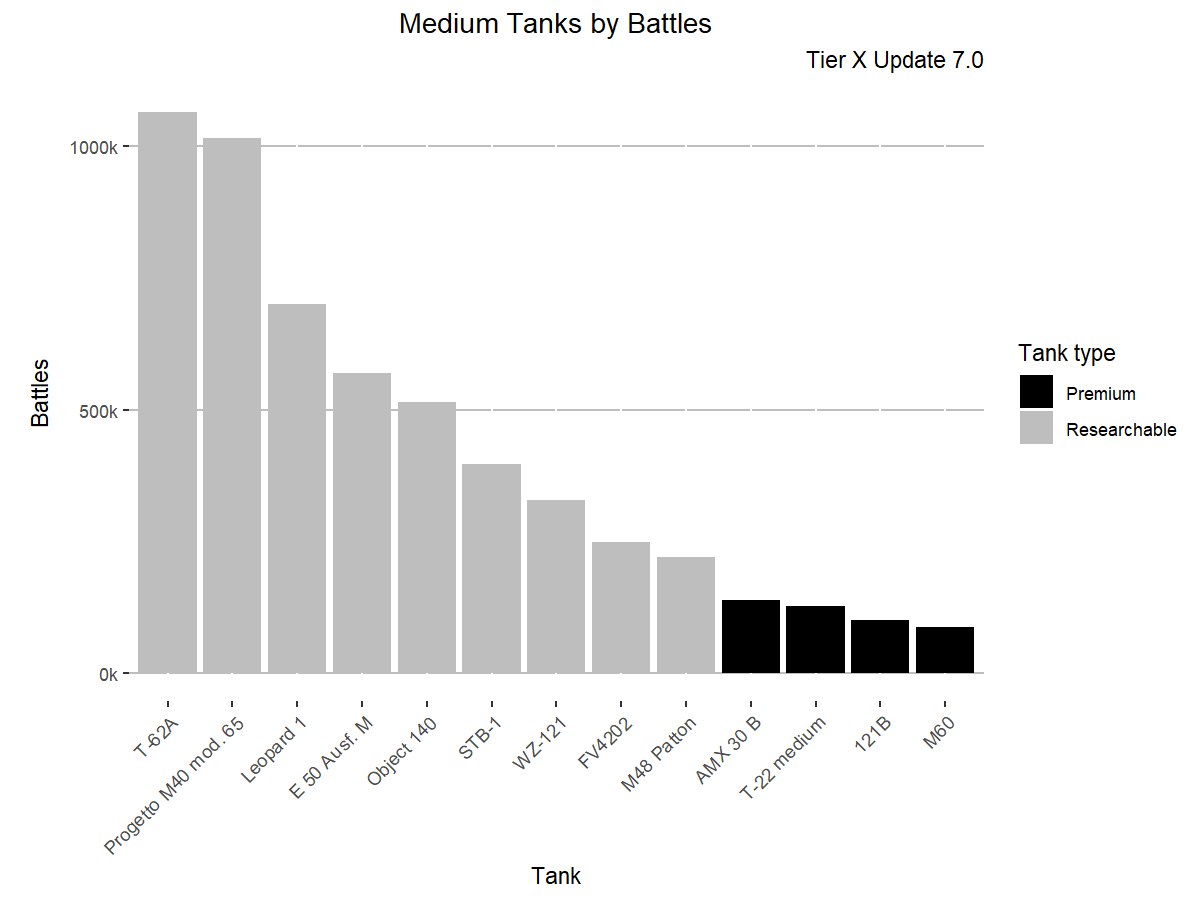 Medium Tanks by Battles
Tier X Update 7.0
Battles
1000k
500k
0k
T-62A
Progetto M40 mod. 65
Leopard 1
E 50 Ausf. M
Object 140
STB-1
WZ-121
FV4202
M48 Patton
AMX 30 B
T-22 medium
121B
M60
Tank
Tank type
Premium
Researchable